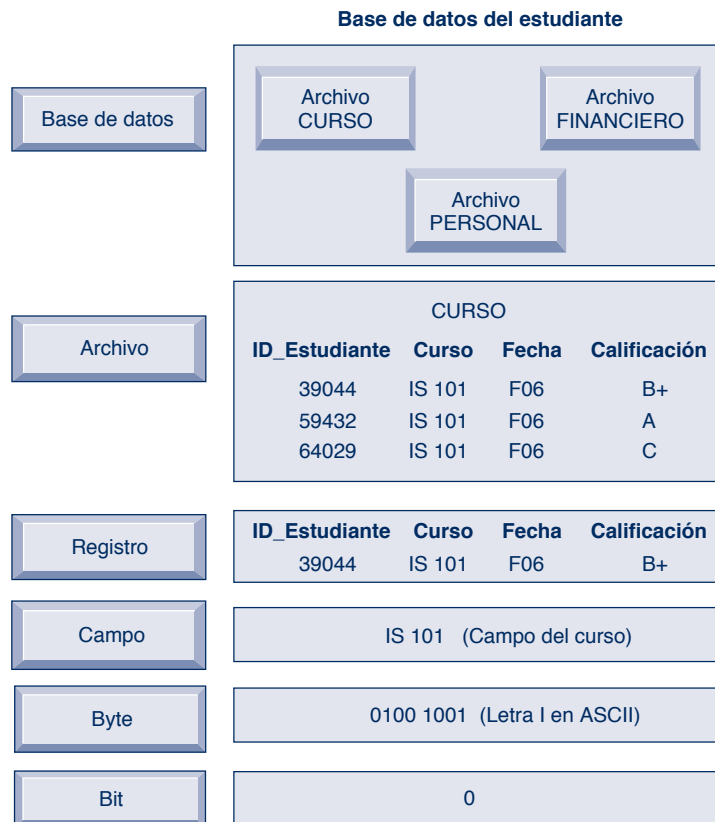 Base de datos del estudiante
Base de datos
Archivo
CURSO
Archivo
FINANCIERO
Archivo
PERSONAL
Archivo
CURSO
ID_Estudiante Curso Fecha Calificación
39044 IS 101 F06 B+
59432 IS 101 F06 A
64029 IS 101 F06 C
Registro
ID_Estudiante Curso Fecha Calificación
39044 IS 101 F06 B+
Campo
IS 101 (Campo del curso)
Byte
0100 1001 (Letra I en ASCII)
Bit
0